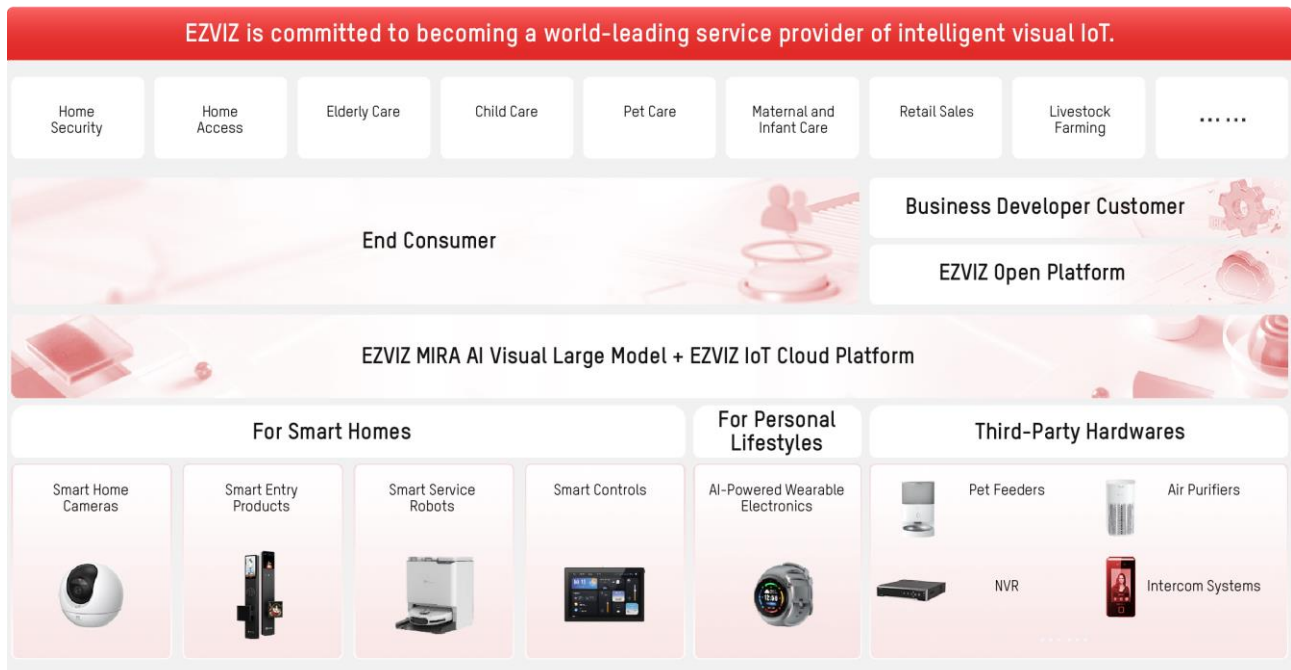 EZVIZ is committed to becoming a world-leading service provider of intelligent visual IoT.
Home
Security
Home
Access
Elderly Care
Child Care
Pet Care
Maternal and
Infant Care
Retail Sales
Livestock
Farming
... ...
End Consumer
Business Developer Customer
EZVIZ Open Platform
EZVIZ MIRA AI Visual Large Model + EZVIZ IoT Cloud Platform
For Smart Homes
For Personal
Lifestyles
Third-Party Hardwares
Smart Home
Cameras
Smart Entry
Products
Smart Service
Robots
Smart Controls
AI-Powered Wearable
Electronics
Pet Feeders
Air Purifiers
NVR
Intercom Systems